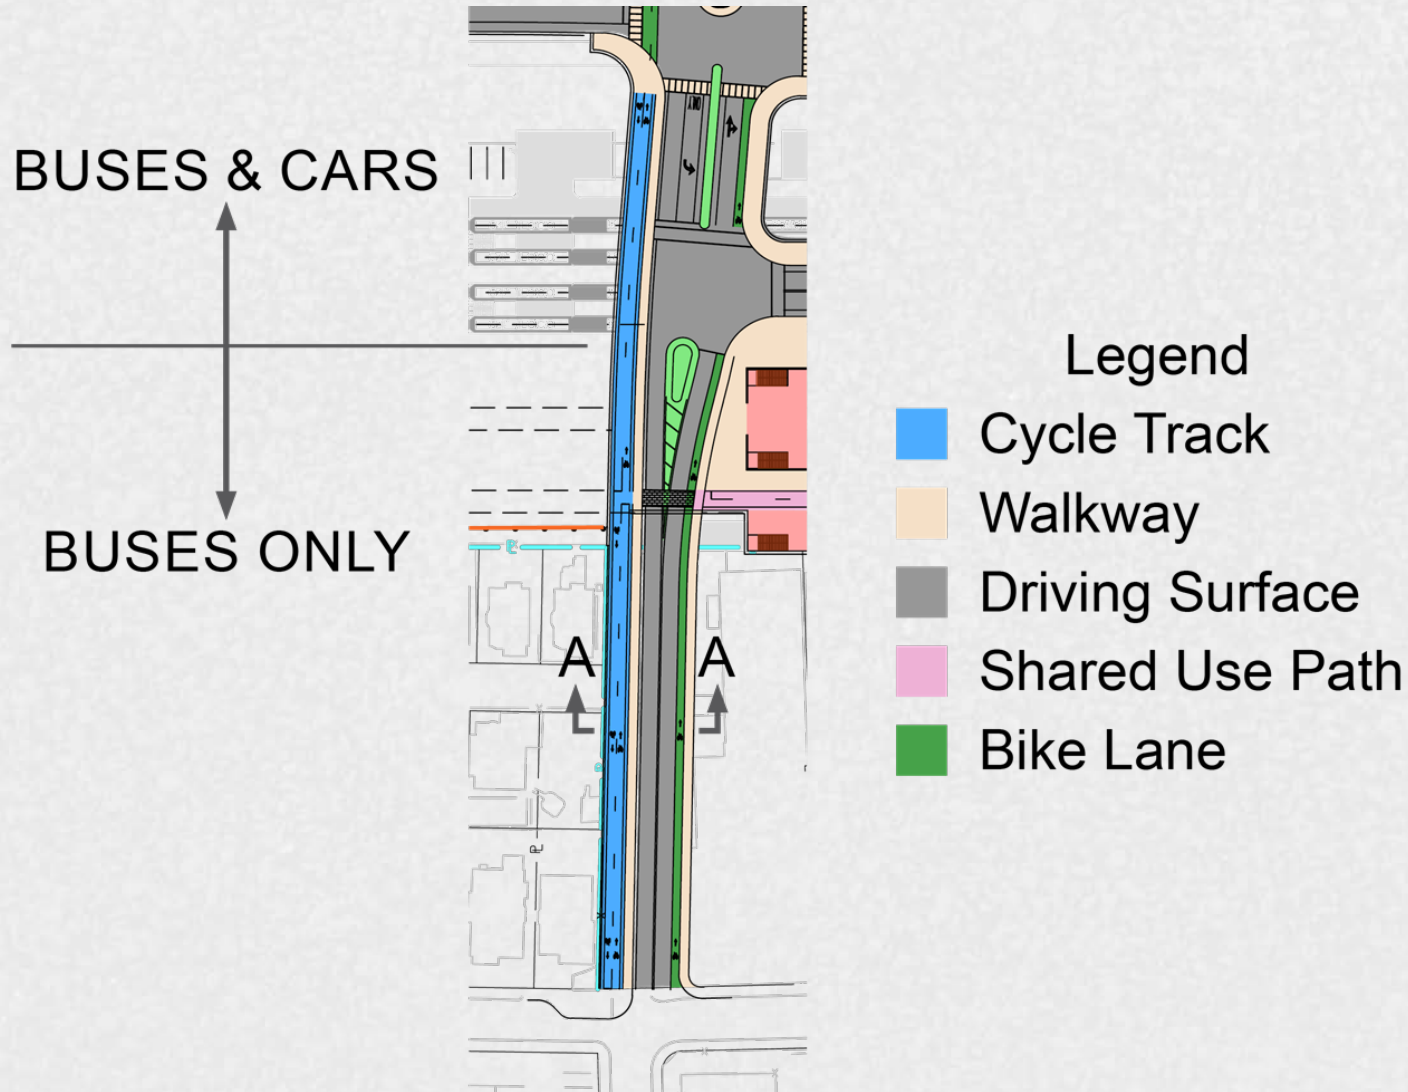 BUSES & CARS
BUSES ONLY
A A
Legend
Cycle Track
Walkway
Driving Surface
Shared Use Path
Bike Lane